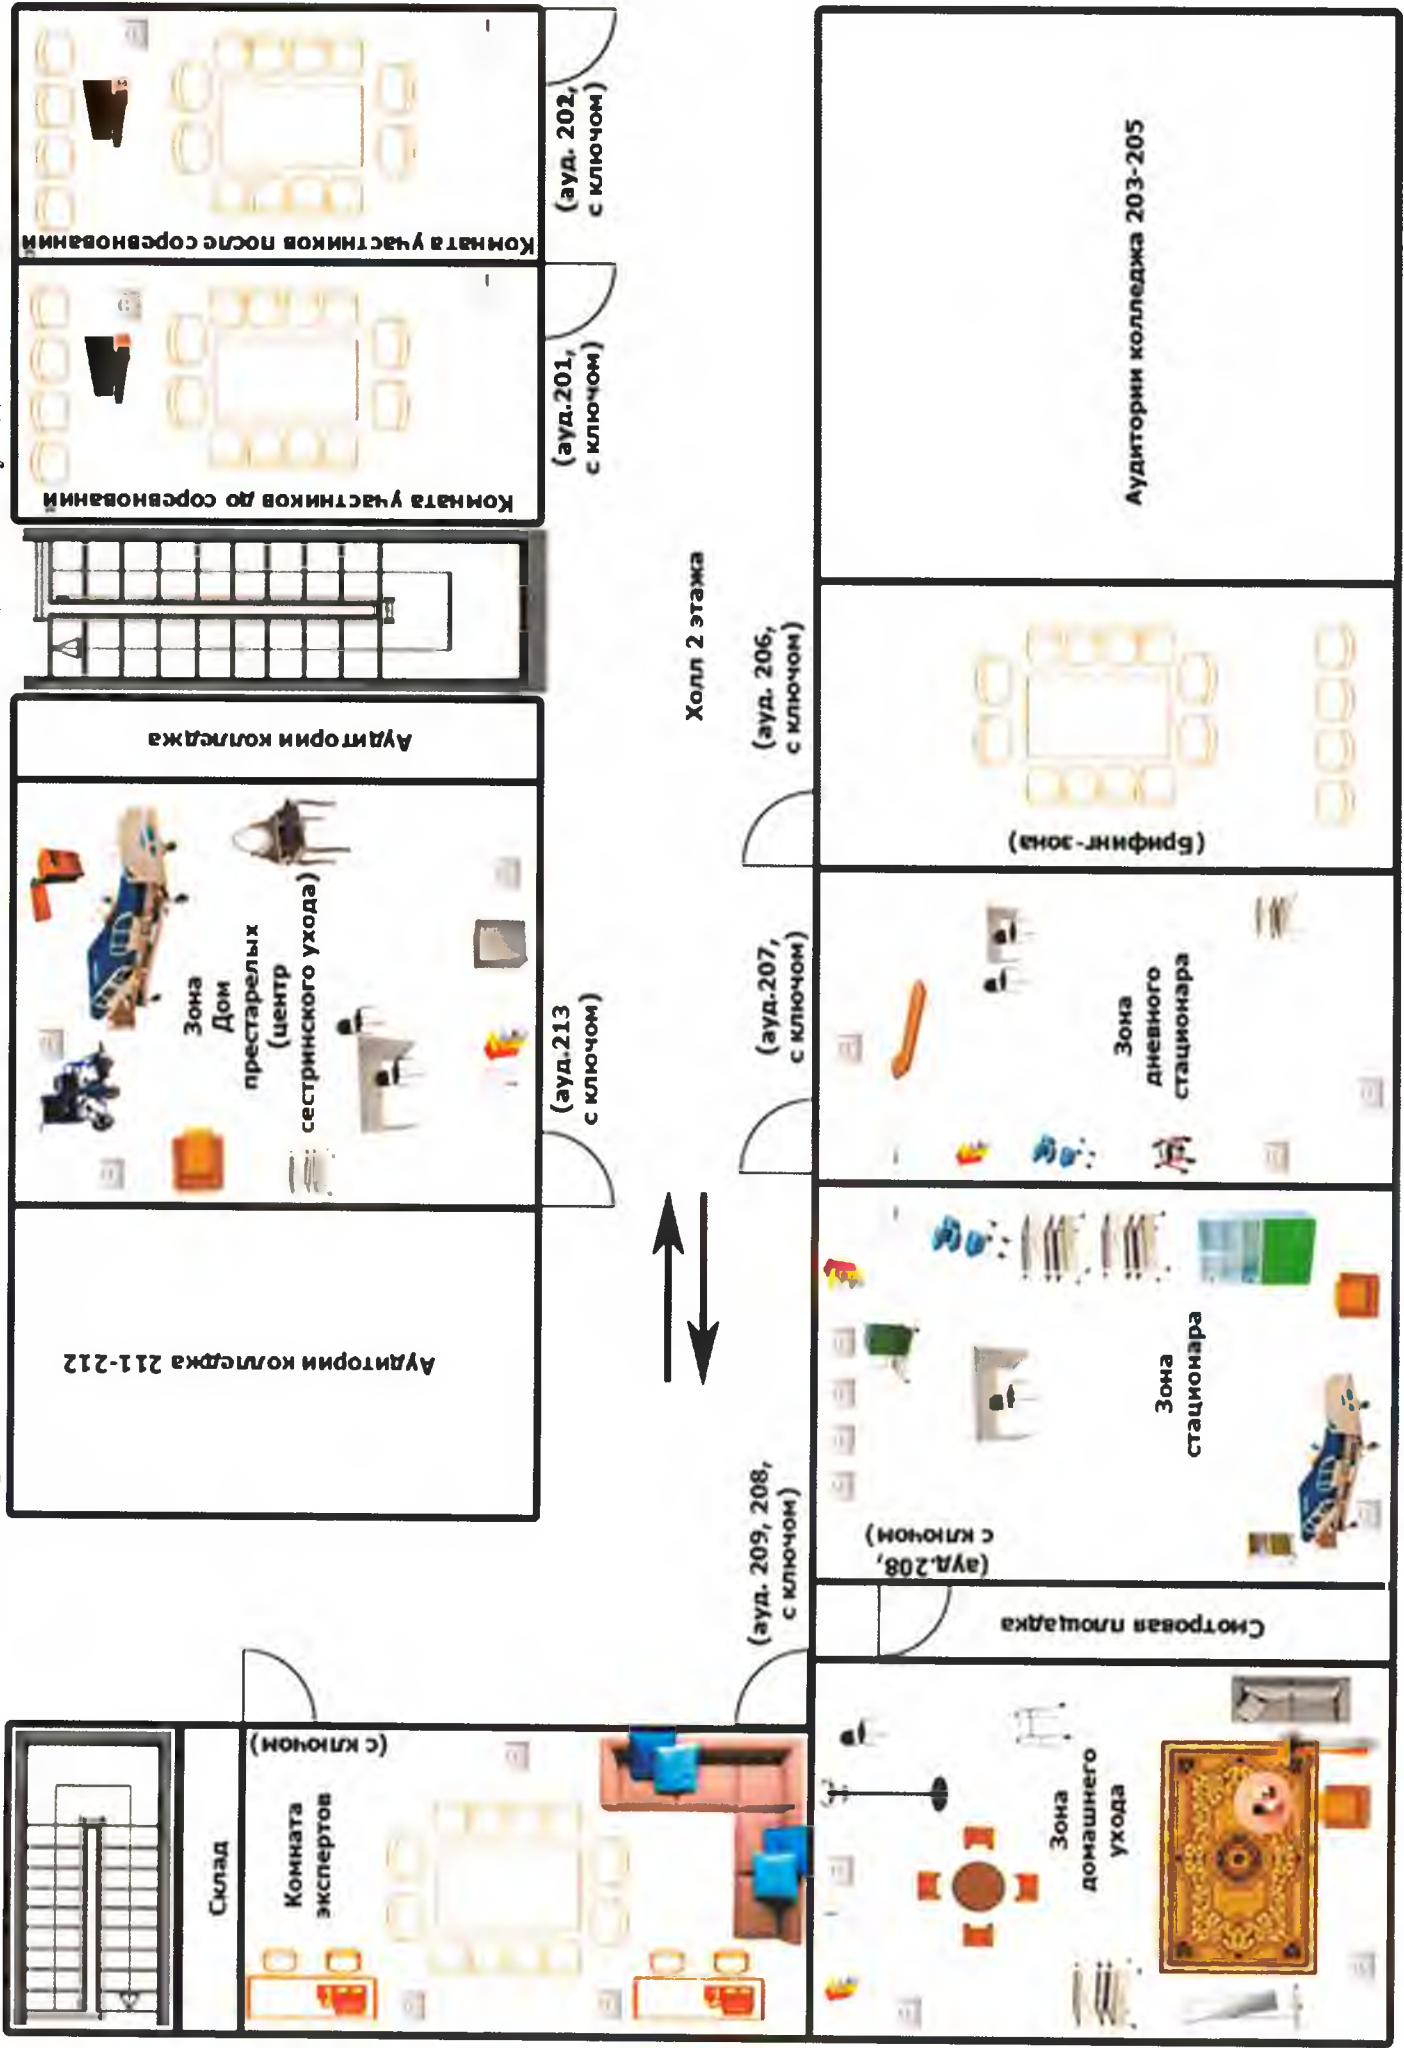 Склад
(с ключом)
Комната
экспертов
Аудитории колледжа 211-212
Зона
Дом
престарелых
(центр
сестринского ухода)
(ауд.213
с ключом)
Аудитории колледжа
Комната участников до соревнований
(ауд.201,
с ключом)
Комната участников после соревнований
(ауд. 202,
с ключом)
Холл 2 этажа
(ауд. 209, 208,
с ключом)
(ауд.207,
с ключом)
(ауд. 206,
с ключом)
Зона
домашнего
ухода
Смотровая площадка
(ауд.208,
с ключом)
Зона
стационара
Зона
дневного
стационара
(Брифинг-зона)
Аудитории колледжа 203-205